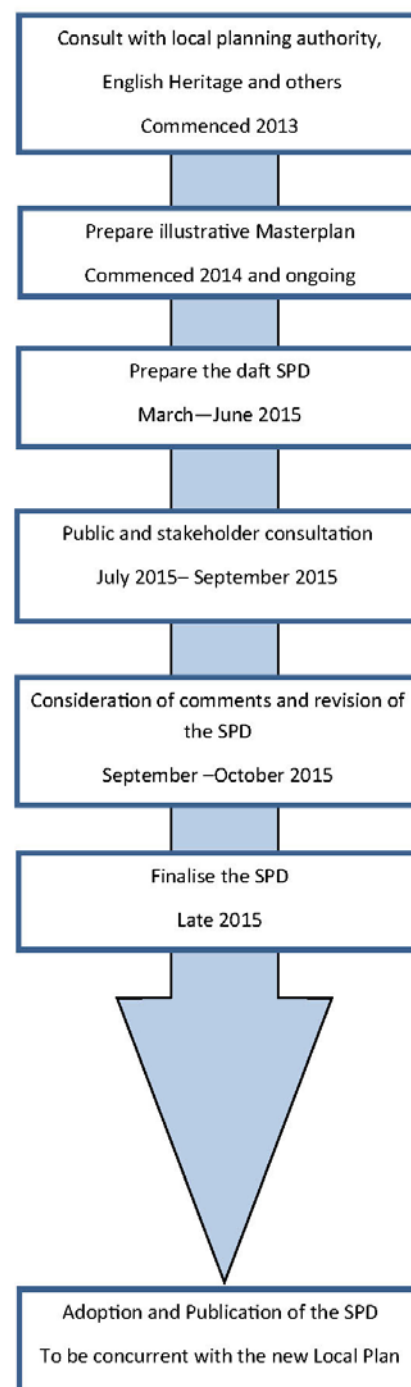 Consult with local planning authority,
English Heritage and others
Commenced 2013
Prepare illustrative Masterplan
Commenced 2014 and ongoing
Prepare the daft SPD
March—June 2015
Public and stakeholder consultation
July 2015– September 2015
Consideration of comments and revision of
the SPD
September –October 2015
Finalise the SPD
Late 2015
Adoption and Publication of the SPD
To be concurrent with the new Local Plan